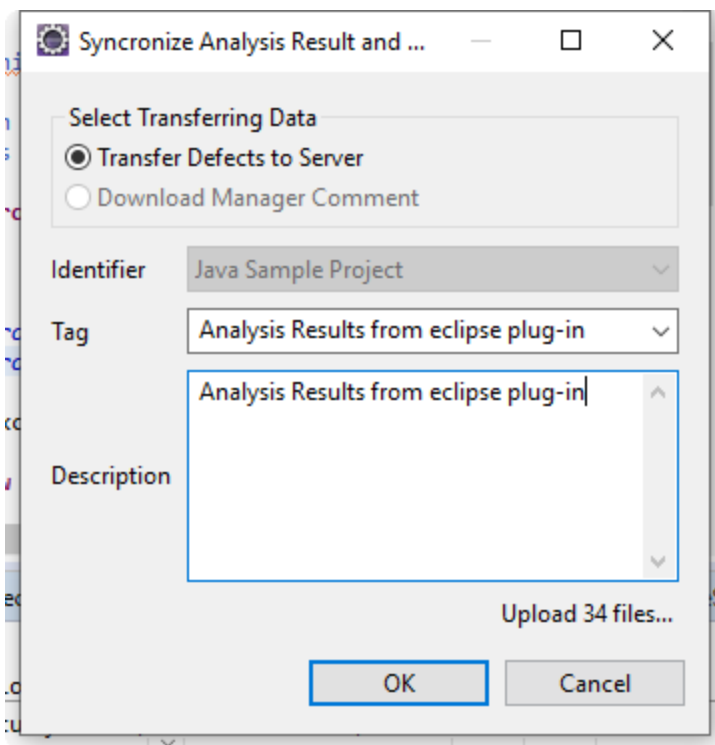 Syncronize Analysis Result and ...
Select Transferring Data
Transfer Defects to Server
Download Manager Comment
Identifier
Java Sample Project
Tag
Analysis Results from eclipse plug-in
Analysis Results from eclipse plug-in
Description
Upload 34 files...
OK
Cancel